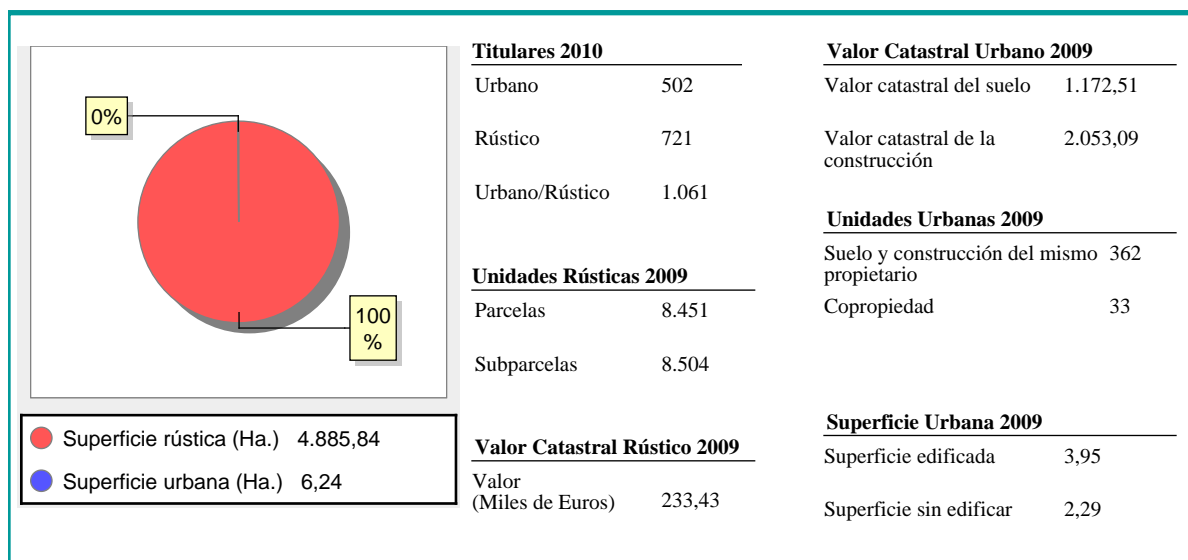 0%
100
%
Superficie rústica (Ha.) 4.885,84
Superficie urbana (Ha.) 6,24
Titulares 2010
Urbano 502
Rústico 721
Urbano/Rústico 1.061
Unidades Rústicas 2009
Parcelas 8.451
Subparcelas 8.504
Valor Catastral Rústico 2009
Valor
(Miles de Euros) 233,43
Valor Catastral Urbano 2009
Valor catastral del suelo 1.172,51
Valor catastral de la 2.053,09
construcción
Unidades Urbanas 2009
Suelo y construcción del mismo 362
propietario
Copropiedad 33
Superficie Urbana 2009
Superficie edificada 3,95
Superficie sin edificar 2,29